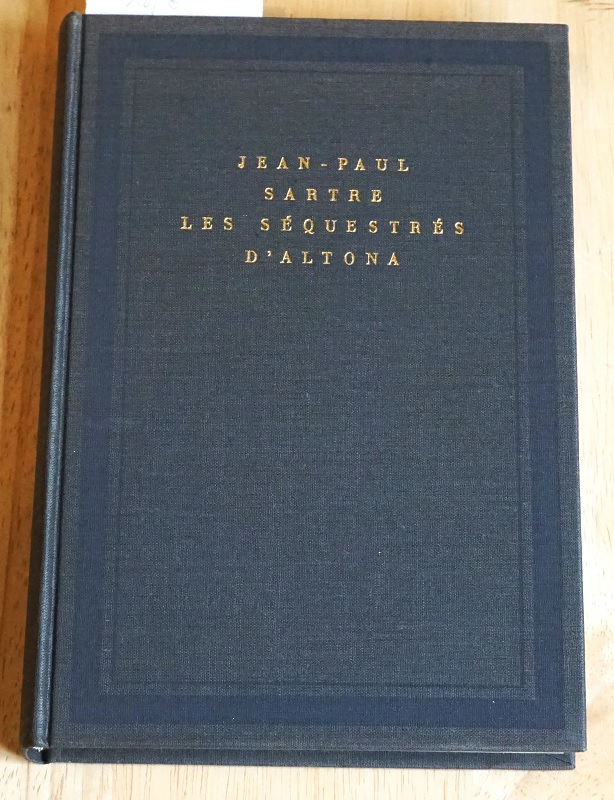 JEAN-PAUL
SARTRE
LES SÉQUESTRÉS
D'ALTONA